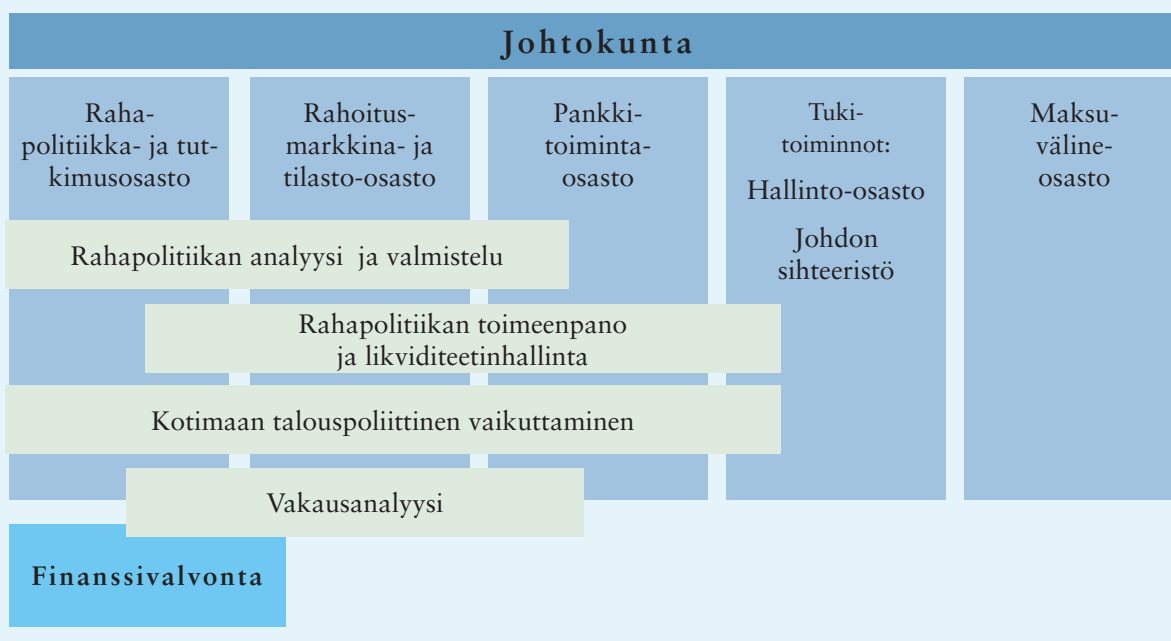 Johtokunta
Raha-
politiikka- ja tut-
kimusosasto
Rahoitus-
markkina- ja
tilasto-osasto
Pankki-
toiminta-
osasto
Tuki-
toiminnot:
Hallinto-osasto
Johdon
sihteeristö
Maksu-
väline-
osasto
Rahapolitiikan analyysi ja valmistelu
Rahapolitiikan toimeenpano
ja likviditeetinhallinta
Kotimaan talouspoliittinen vaikuttaminen
Vakausanalyysi
Finanssivalvonta